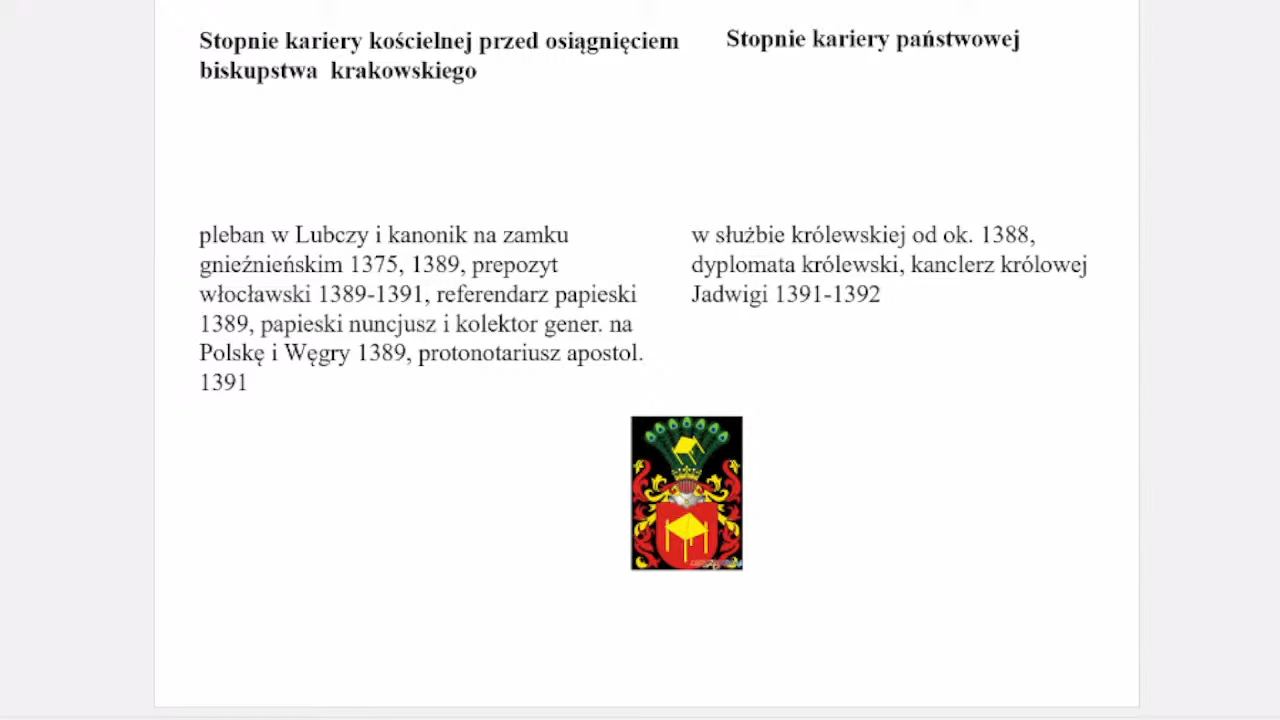 Stopnie kariery kościelnej przed osiągnięciem
biskupstwa krakowskiego
Stopnie kariery państwowej
pleban w Lubczy i kanonik na zamku
gnieźnieńskim 1375, 1389, prepozyt
włocławski 1389-1391, referendarz papieski
1389, papieski nuncjusz i kolektor gener. na
Polskę i Węgry 1389, protonotariusz apostol.
1391
w służbie królewskiej od ok. 1388,
dyplomata królewski, kanclerz królowej
Jadwigi 1391-1392